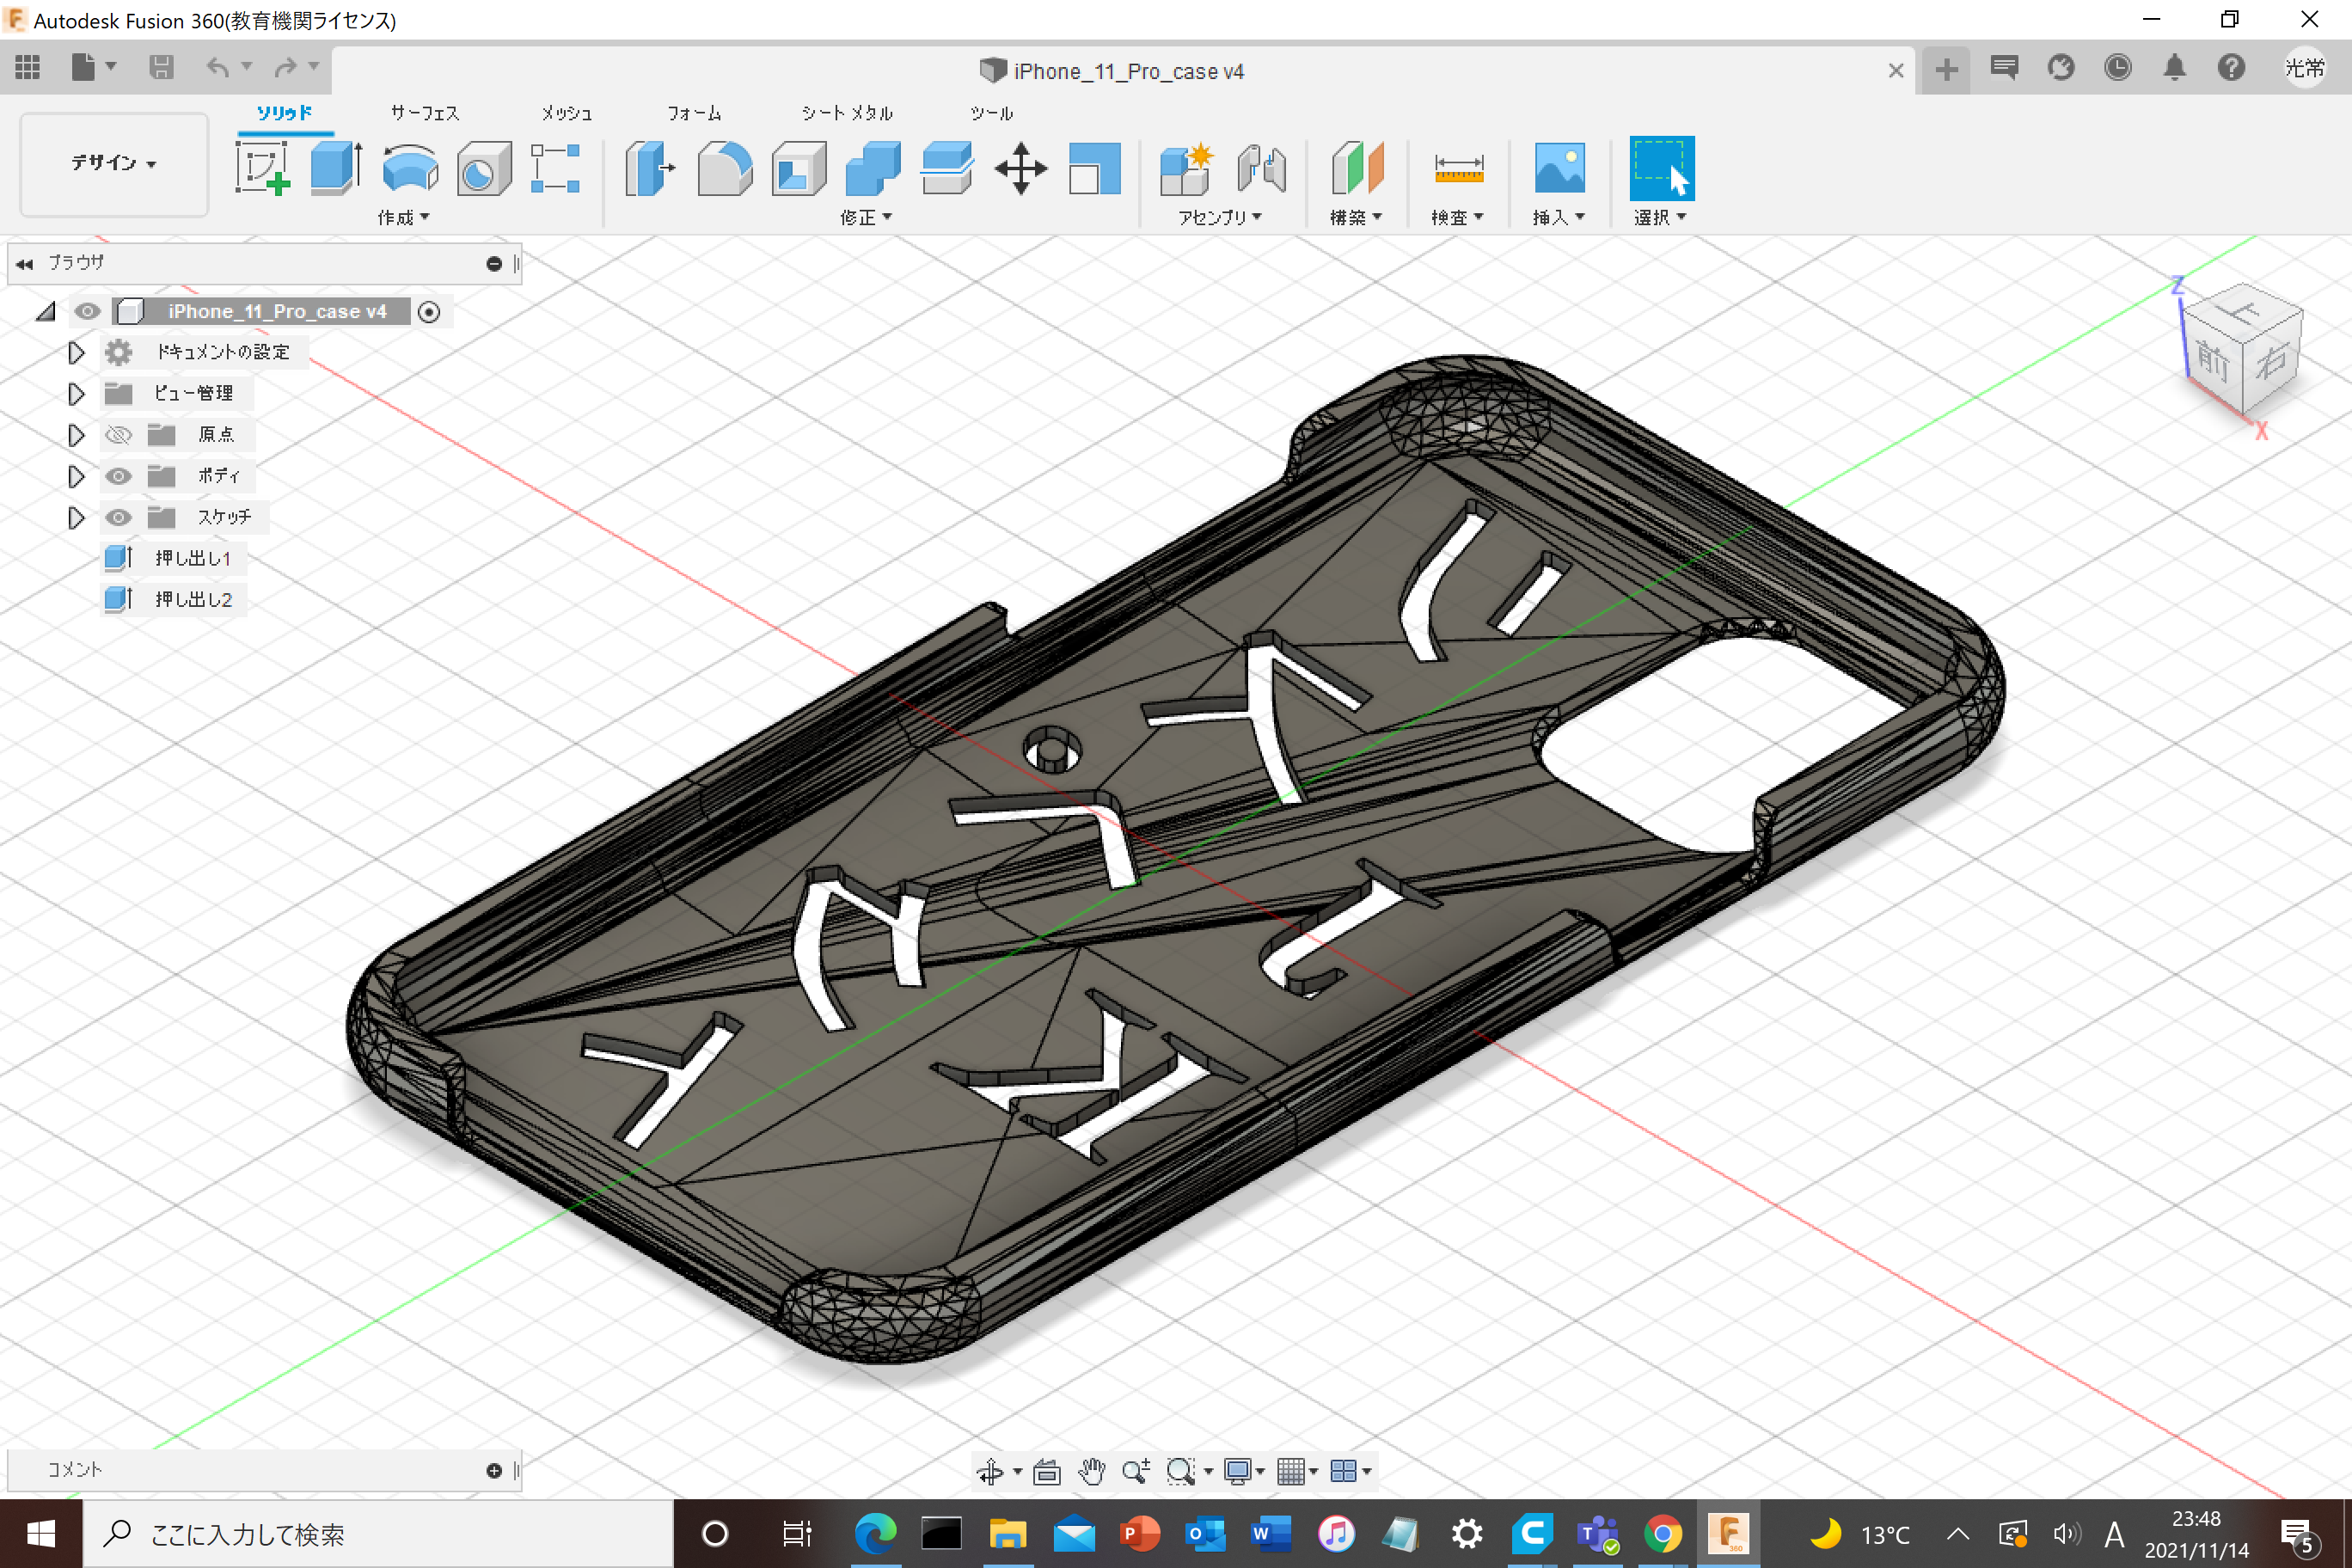 Autodesk Fusion 360(教育機関ライセンス)
iPhone_11_Pro_case v4
光常
デザイン
ソリッド サーフェス メッシュ フォーム シート メタル ツール
作成 修正 アセンブリ 構築 検査 挿入 選択
ブラウザ
iPhone_11_Pro_case v4
ドキュメントの設定
ビュー管理
原点
ボディ
スケッチ
押し出し1
押し出し2
Z
上
前 右
X
コメント
ここに入力して検索
13°C
A
23:48
2021/11/14
5